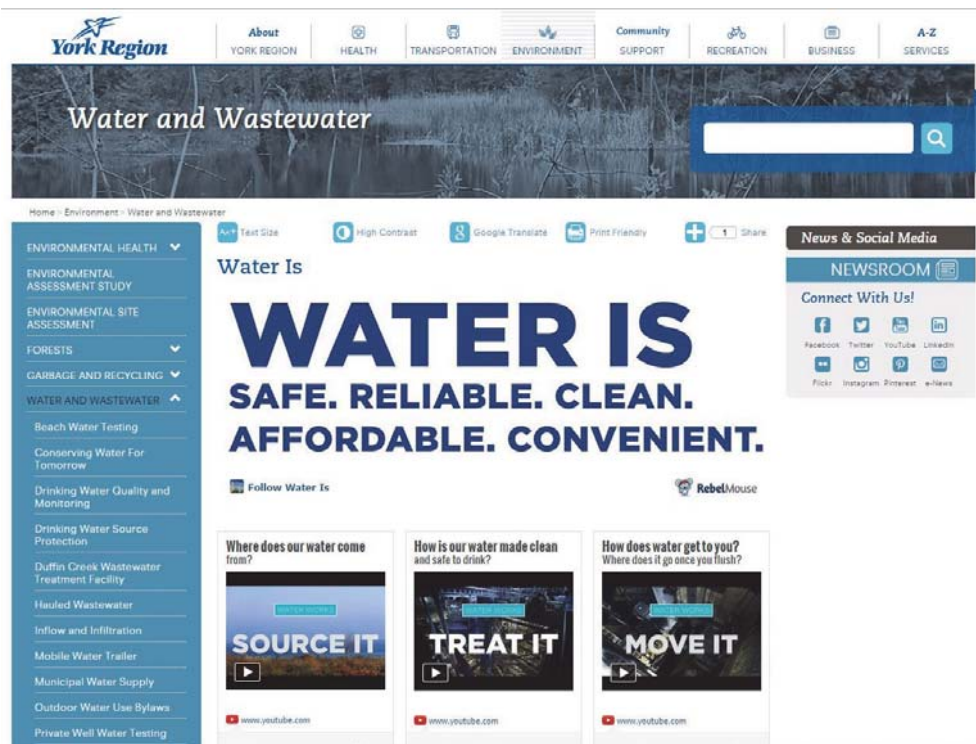 York Region
About
YORK REGION
HEALTH
TRANSPORTATION
ENVIRONMENT
Community
SUPPORT
RECREATION
BUSINESS
A-Z
SERVICES
Water and Wastewater
Home > Environment > Water and Wastewater
Text Size
High Contrast
Google Translate
Print Friendly
1 Share
ENVIRONMENTAL HEALTH
ENVIRONMENTAL
ASSESSMENT STUDY
ENVIRONMENTAL SITE
ASSESSMENT
FORESTS
GARBAGE AND RECYCLING
WATER AND WASTEWATER
Beach Water Testing
Conserving Water For
Tomorrow
Drinking Water Quality and
Monitoring
Drinking Water Source
Protection
Duffin Creek Wastewater
Treatment Facility
Hauled Wastewater
Inflow and Infiltration
Mobile Water Trailer
Municipal Water Supply
Outdoor Water Use Bylaws
Private Well Water Testing
Water Is
WATER IS
SAFE. RELIABLE. CLEAN.
AFFORDABLE. CONVENIENT.
Follow Water Is
RebelMouse
Where does our water come
from?
WATER WORKS
SOURCE IT
www.youtube.com
How is our water made clean
and safe to drink?
WATER WORKS
TREAT IT
www.youtube.com
How does water get to you?
Where does it go once you flush?
WATER WORKS
MOVE IT
www.youtube.com
News & Social Media
NEWSROOM
Connect With Us!
Facebook Twitter YouTube LinkedIn
Flickr Instagram Pinterest e-News